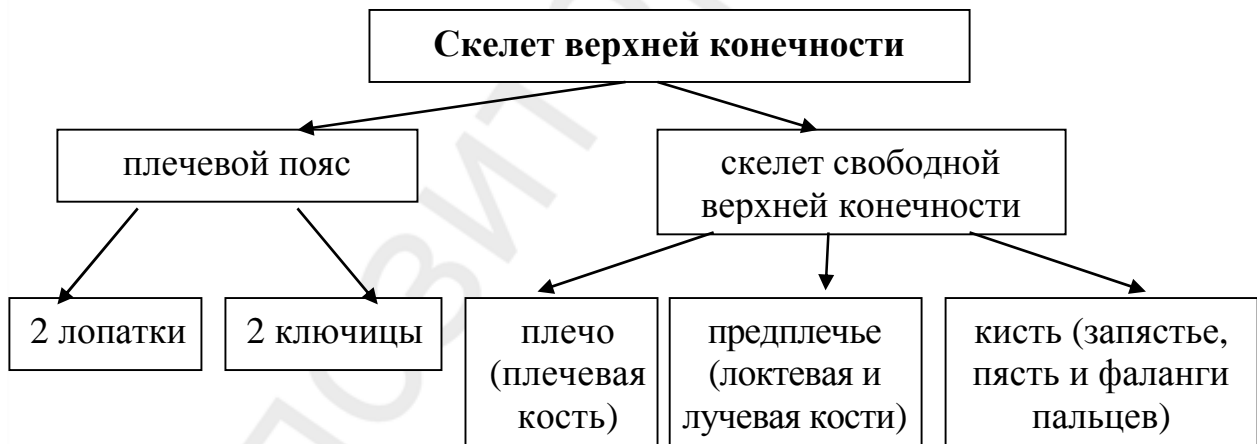 Скелет верхней конечности
плечевой пояс
скелет свободной
верхней конечности
2 лопатки
2 ключицы
плечо
(плечевая
кость)
предплечье
(локтевая и
лучевая кости)
кисть (запястье,
пясть и фаланги
пальцев)